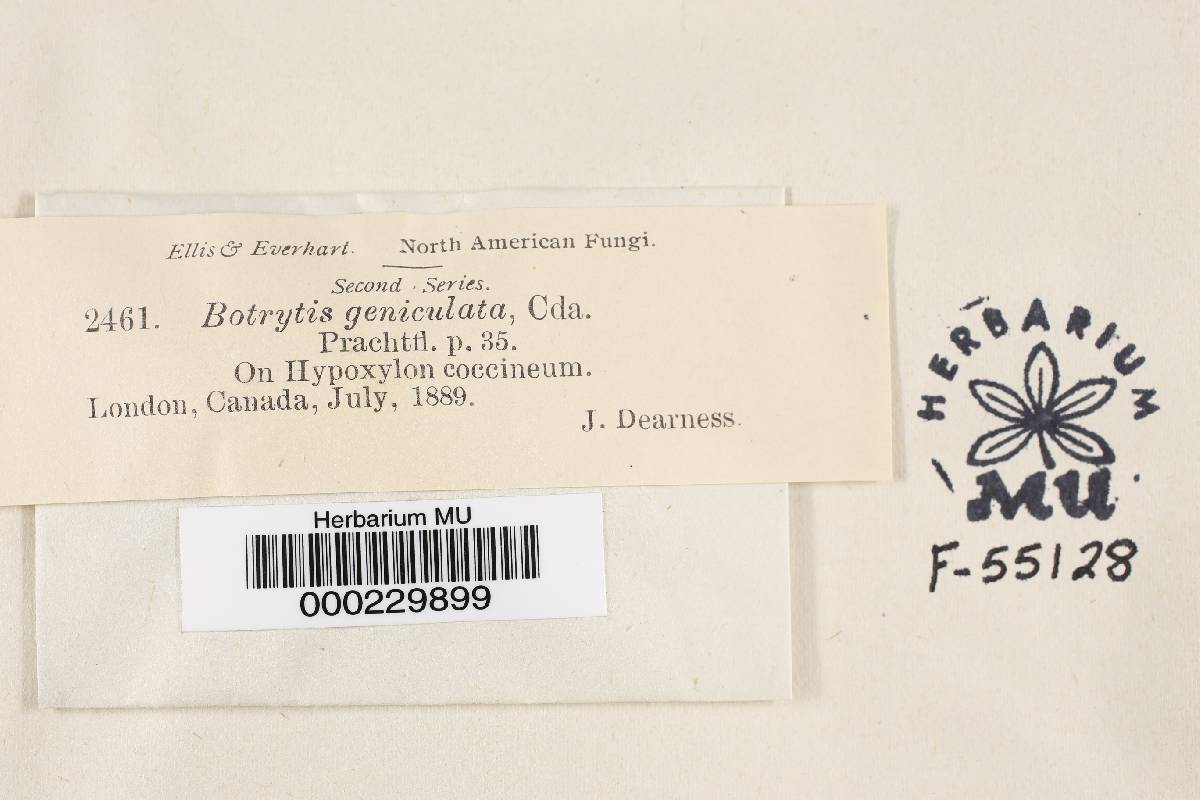 Ellis & Everhart. North American Fungi.
Second Series.
2461. Botrytis geniculata, Cda.
Prachtfl. p. 35.
On Hypoxylon coccineum.
London, Canada, July, 1889.
J. Dearness.
Herbarium MU
000229899
HERBARIUM
MU
F-55128